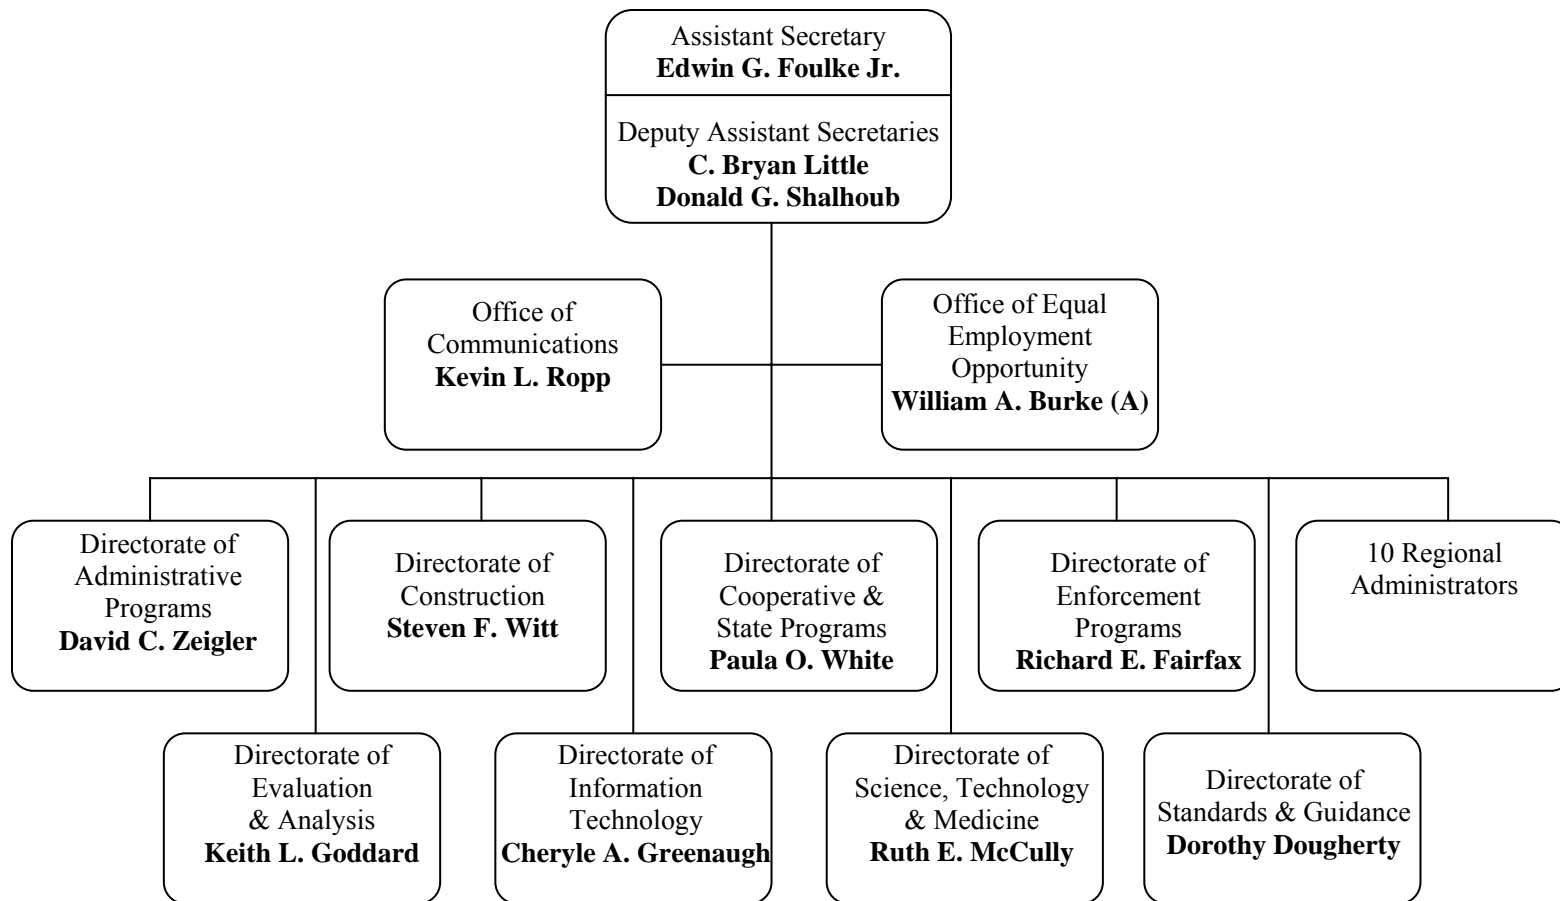 Assistant Secretary
Edwin G. Foulke Jr.
Deputy Assistant Secretaries
C. Bryan Little
Donald G. Shalhoub
Office of
Communications
Kevin L. Ropp
Office of Equal
Employment
Opportunity
William A. Burke (A)
Directorate of
Administrative
Programs
David C. Zeigler
Directorate of
Construction
Steven F. Witt
Directorate of
Cooperative &
State Programs
Paula O. White
Directorate of
Enforcement
Programs
Richard E. Fairfax
10 Regional
Administrators
Directorate of
Evaluation
& Analysis
Keith L. Goddard
Directorate of
Information
Technology
Cheryle A. Greenaugh
Directorate of
Science, Technology
& Medicine
Ruth E. McCully
Directorate of
Standards & Guidance
Dorothy Dougherty